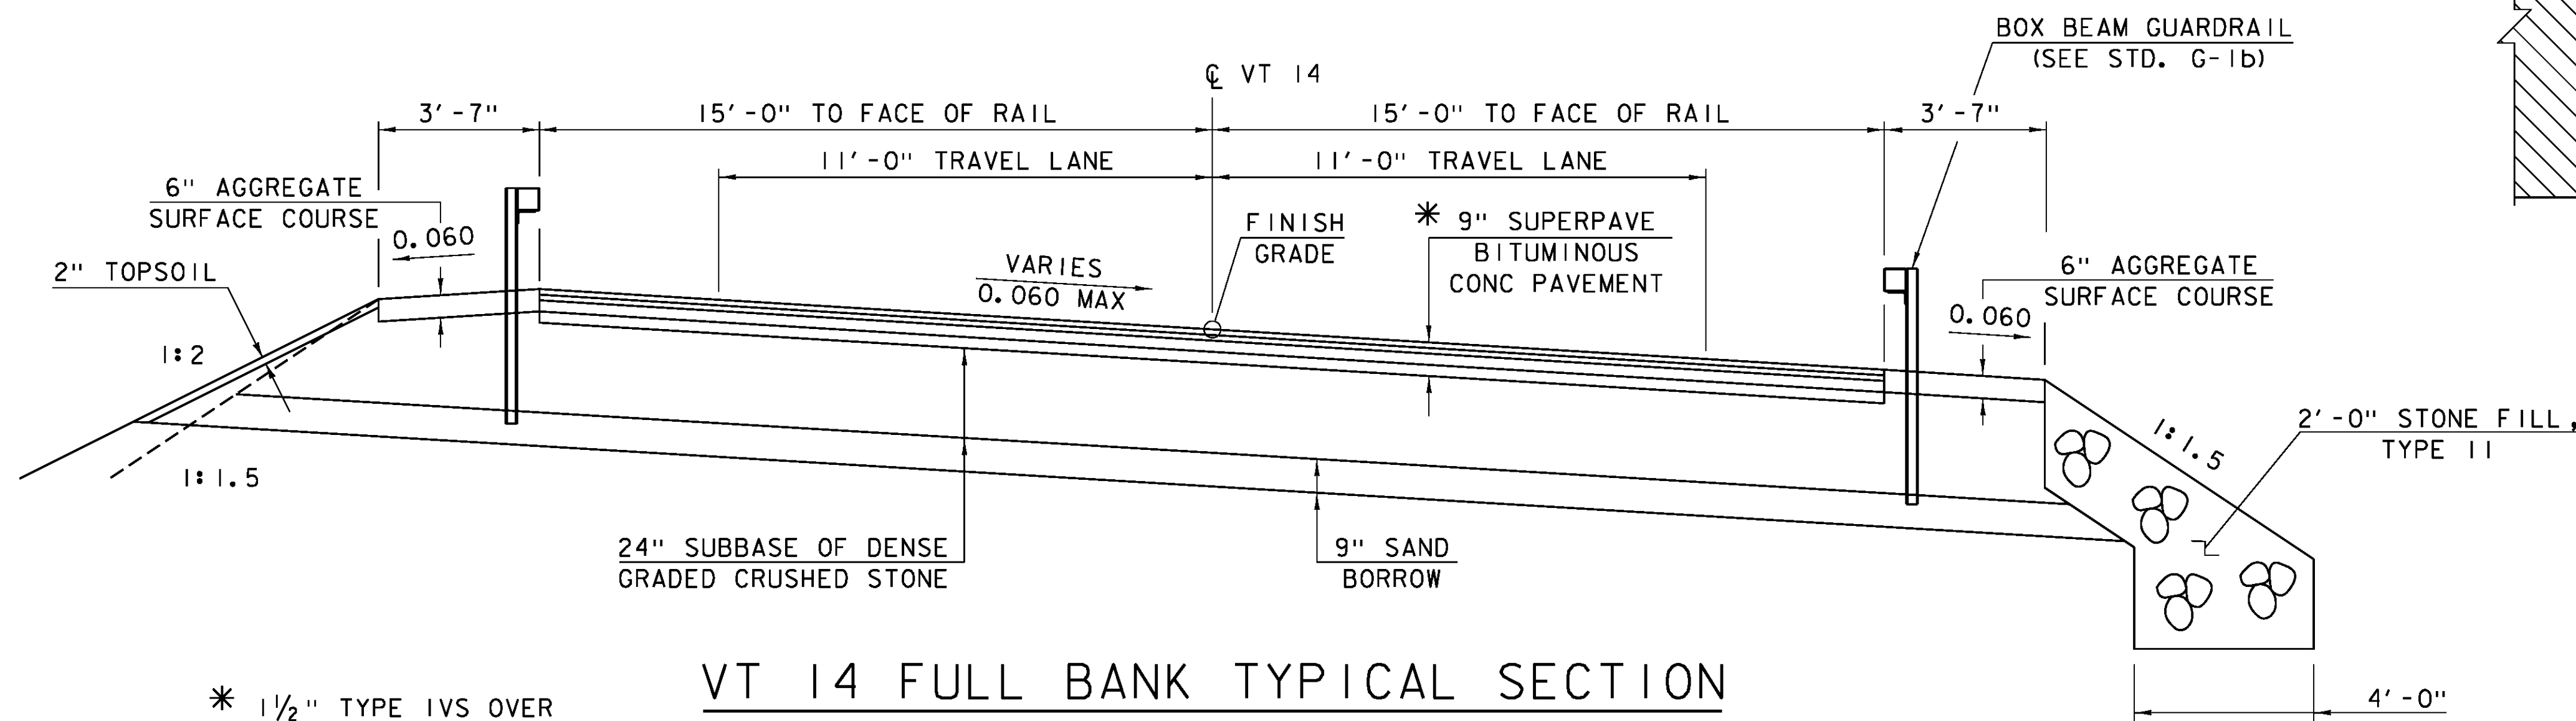 BOX BEAM GUARDRAIL
(SEE STD. G-1b)
℄ VT 14
3'-7"
15'-0" TO FACE OF RAIL
15'-0" TO FACE OF RAIL
3'-7"
11'-0" TRAVEL LANE
11'-0" TRAVEL LANE
6" AGGREGATE
SURFACE COURSE
0.060
2" TOPSOIL
1:2
1:1.5
VARIES
0.060 MAX
FINISH
GRADE
* 9" SUPERPAVE
BITUMINOUS
CONC PAVEMENT
6" AGGREGATE
SURFACE COURSE
0.060
1:1.5
2'-0" STONE FILL,
TYPE II
24" SUBBASE OF DENSE
GRADED CRUSHED STONE
9" SAND
BORROW
VT 14 FULL BANK TYPICAL SECTION
* 1½" TYPE IVS OVER
4'-0"